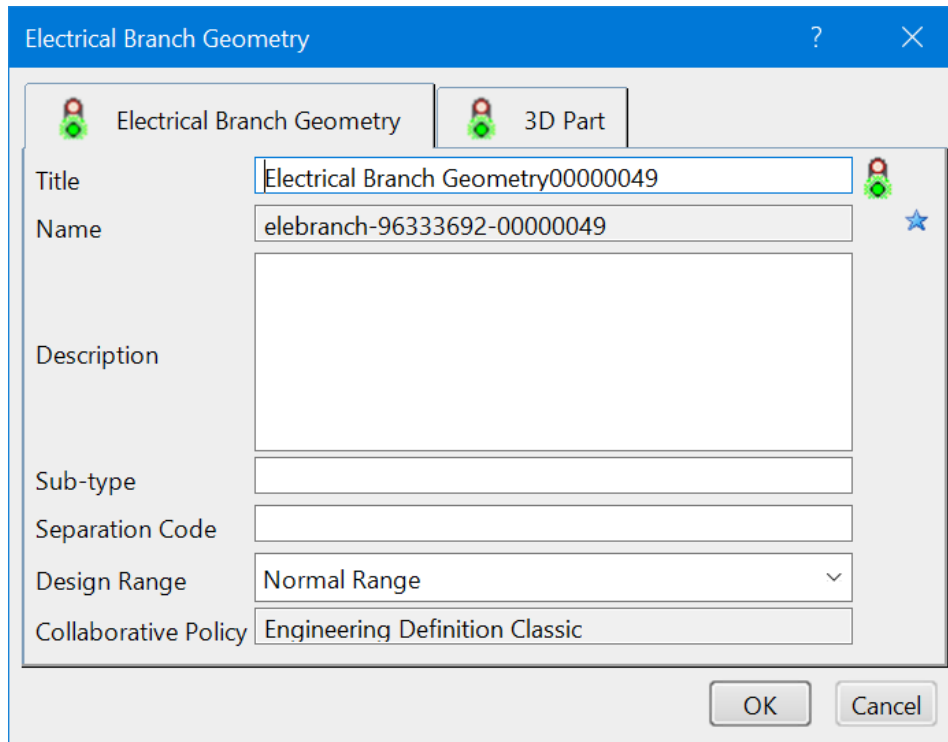 Electrical Branch Geometry ?
Electrical Branch Geometry 3D Part
Title Electrical Branch Geometry00000049
Name elebranch-96333692-00000049
Description
Sub-type
Separation Code
Design Range Normal Range
Collaborative Policy Engineering Definition Classic
OK Cancel